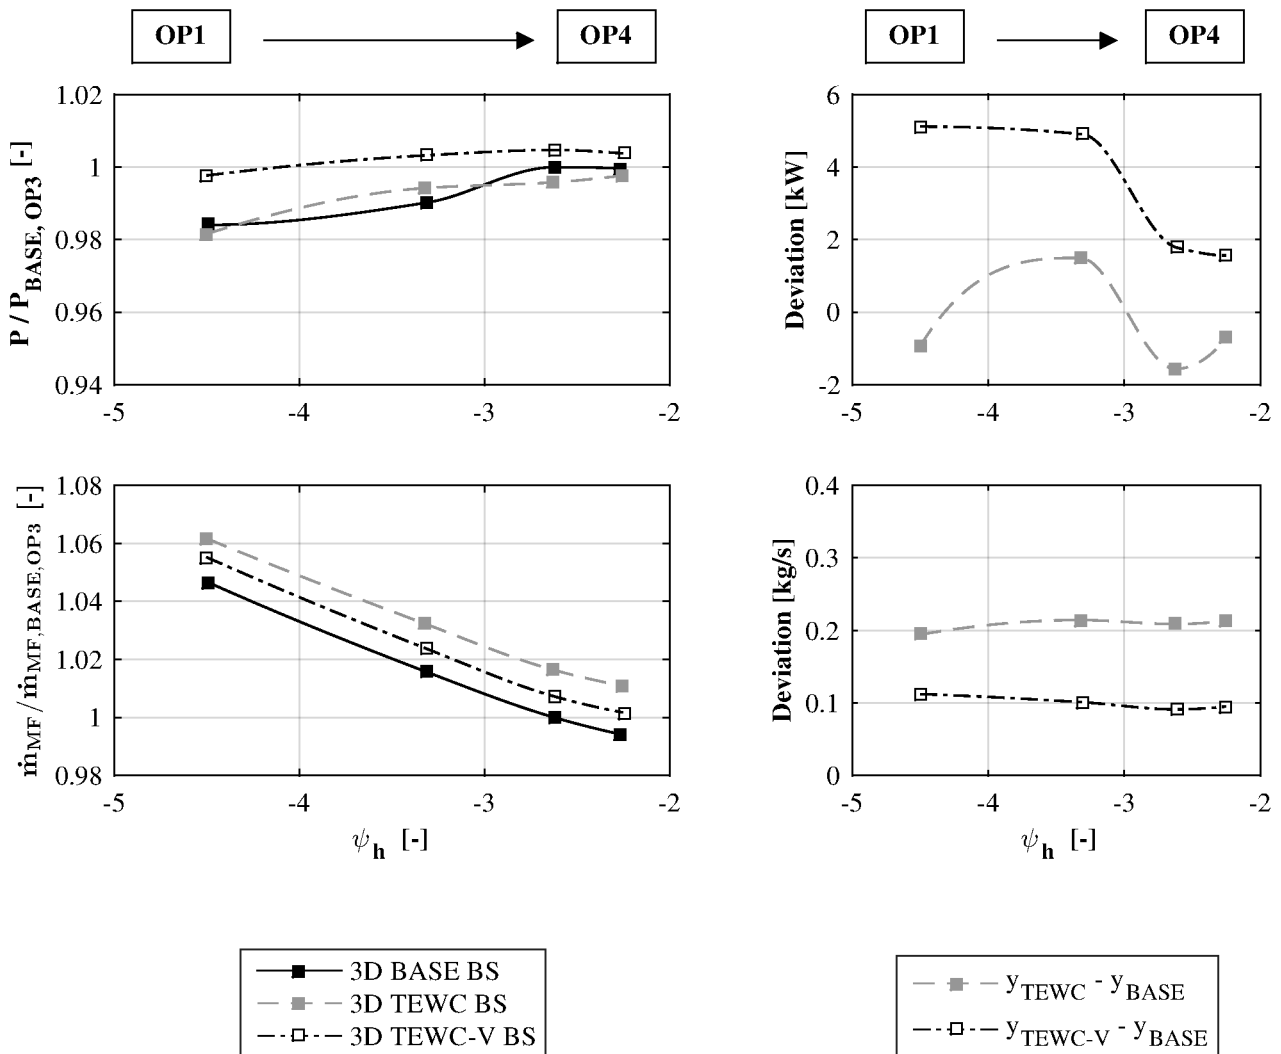 OP1
OP4
OP1
OP4
P / P_BASE, OP3 [-]
1.02
1
0.98
0.96
0.94
-5
-4
-3
-2
Deviation [kW]
6
4
2
0
-2
-5
-4
-3
-2
ṁ_MF/ṁ_MF,BASE,OP3 [-]
1.08
1.06
1.04
1.02
1
0.98
-5
-4
-3
-2
ψ_h [-]
Deviation [kg/s]
0.4
0.3
0.2
0.1
0
-5
-4
-3
-2
ψ_h [-]
3D BASE BS
3D TEWC BS
3D TEWC-V BS
y_TEWC - y_BASE
y_TEWC-V - y_BASE